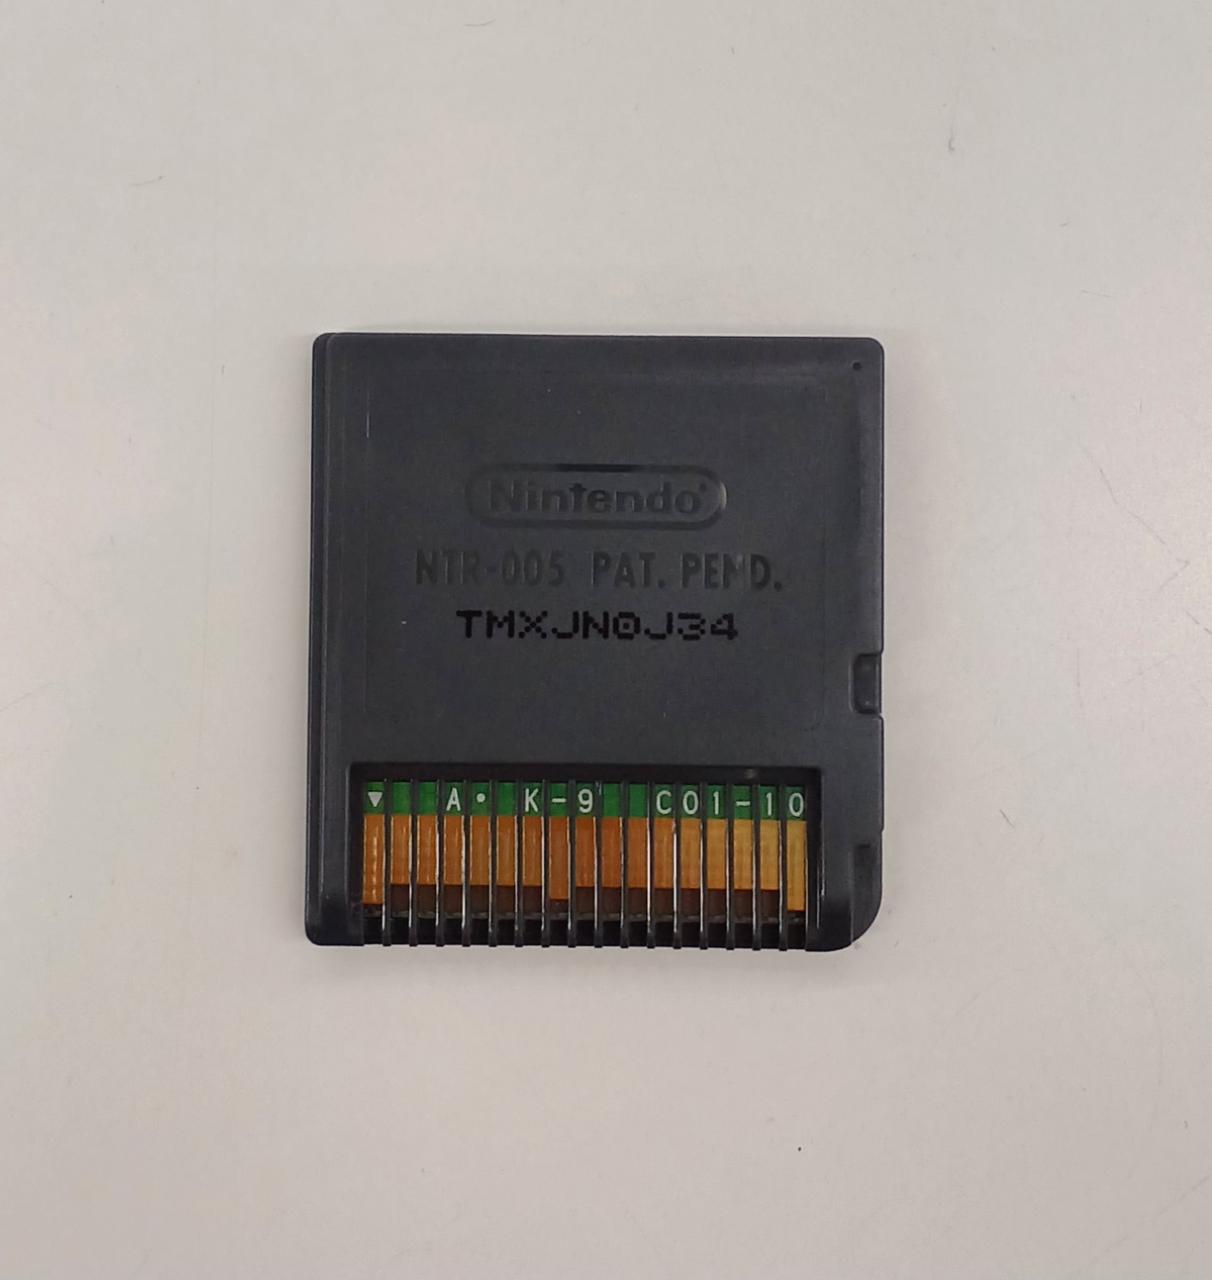 Nintendo®
NTR-005 PAT. PEND.
TMXJN0J34
▼ A• K-9 C01-10